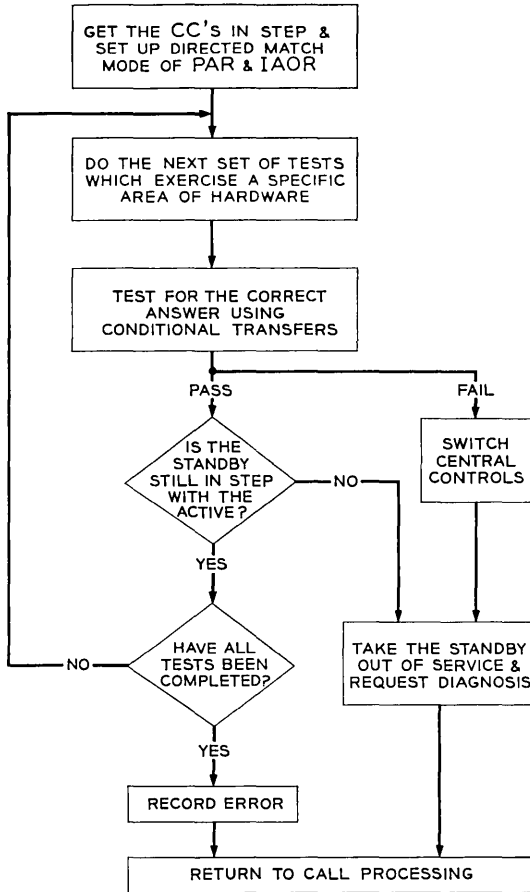 GET THE CC'S IN STEP &
SET UP DIRECTED MATCH
MODE OF PAR & IAOR
DO THE NEXT SET OF TESTS
WHICH EXERCISE A SPECIFIC
AREA OF HARDWARE
TEST FOR THE CORRECT
ANSWER USING
CONDITIONAL TRANSFERS
PASS
FAIL
IS THE
STANDBY
STILL IN STEP
WITH THE
ACTIVE?
NO
SWITCH
CENTRAL
CONTROLS
YES
HAVE ALL
TESTS BEEN
COMPLETED?
NO
TAKE THE STANDBY
OUT OF SERVICE &
REQUEST DIAGNOSIS
YES
RECORD ERROR
RETURN TO CALL PROCESSING